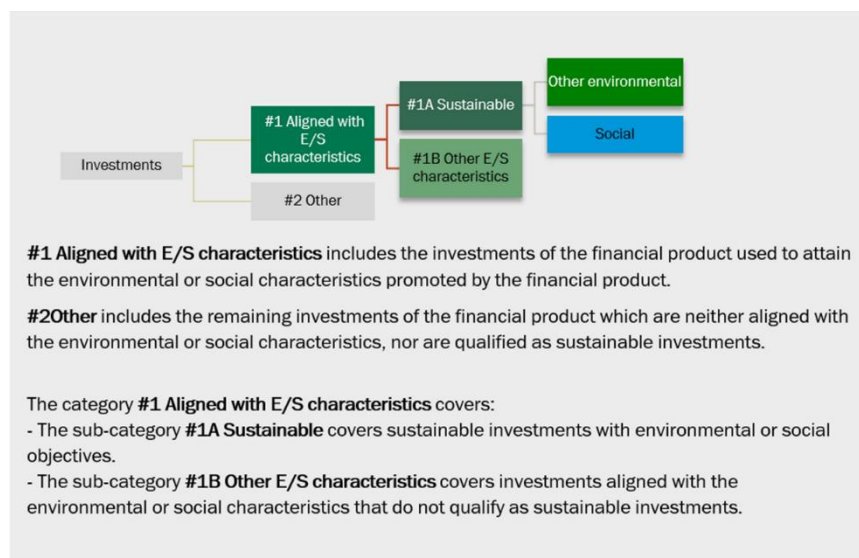 Other environmental
#1A Sustainable
#1 Aligned with
E/S
characteristics
Social
#1B Other E/S
characteristics
Investments
#2 Other
#1 Aligned with E/S characteristics includes the investments of the financial product used to attain
the environmental or social characteristics promoted by the financial product.
#2Other includes the remaining investments of the financial product which are neither aligned with
the environmental or social characteristics, nor are qualified as sustainable investments.
The category #1 Aligned with E/S characteristics covers:
- The sub-category #1A Sustainable covers sustainable investments with environmental or social
objectives.
- The sub-category #1B Other E/S characteristics covers investments aligned with the
environmental or social characteristics that do not qualify as sustainable investments.